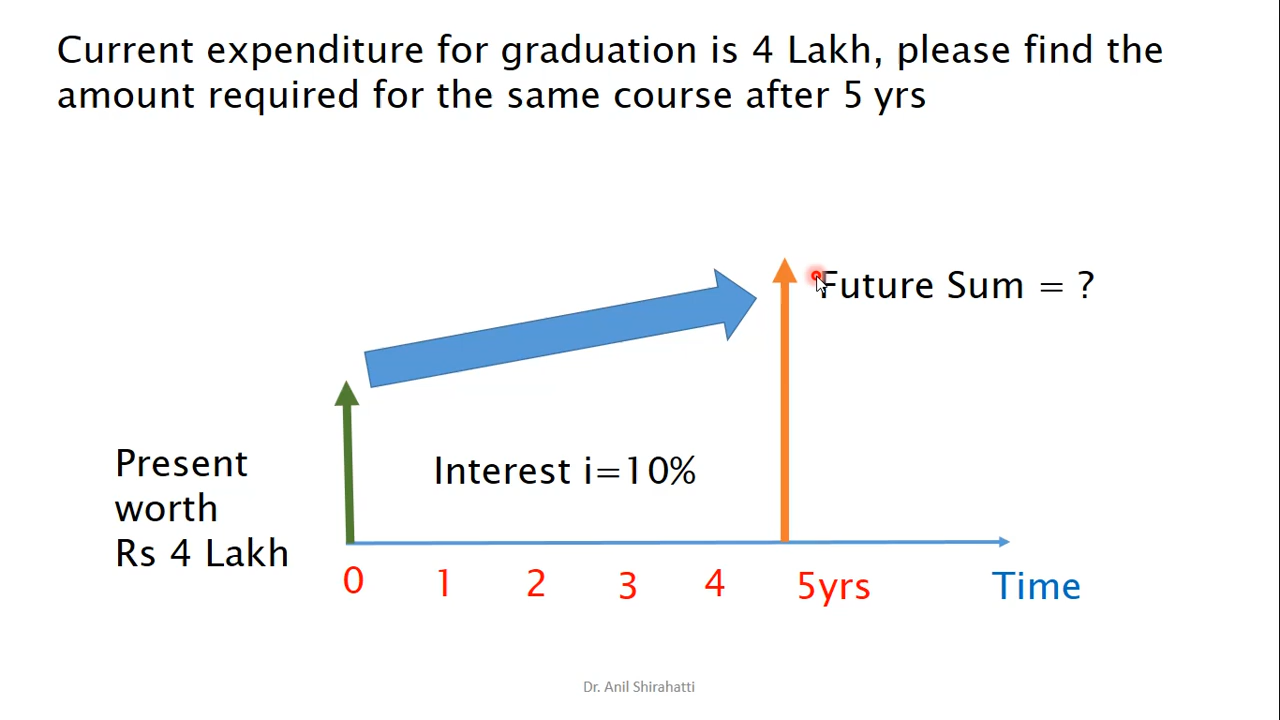 Current expenditure for graduation is 4 Lakh, please find the
amount required for the same course after 5 yrs
Future Sum = ?
Interest i=10%
Present
worth
Rs 4 Lakh
0 1 2 3 4 5yrs Time
Dr. Anil Shirahatti